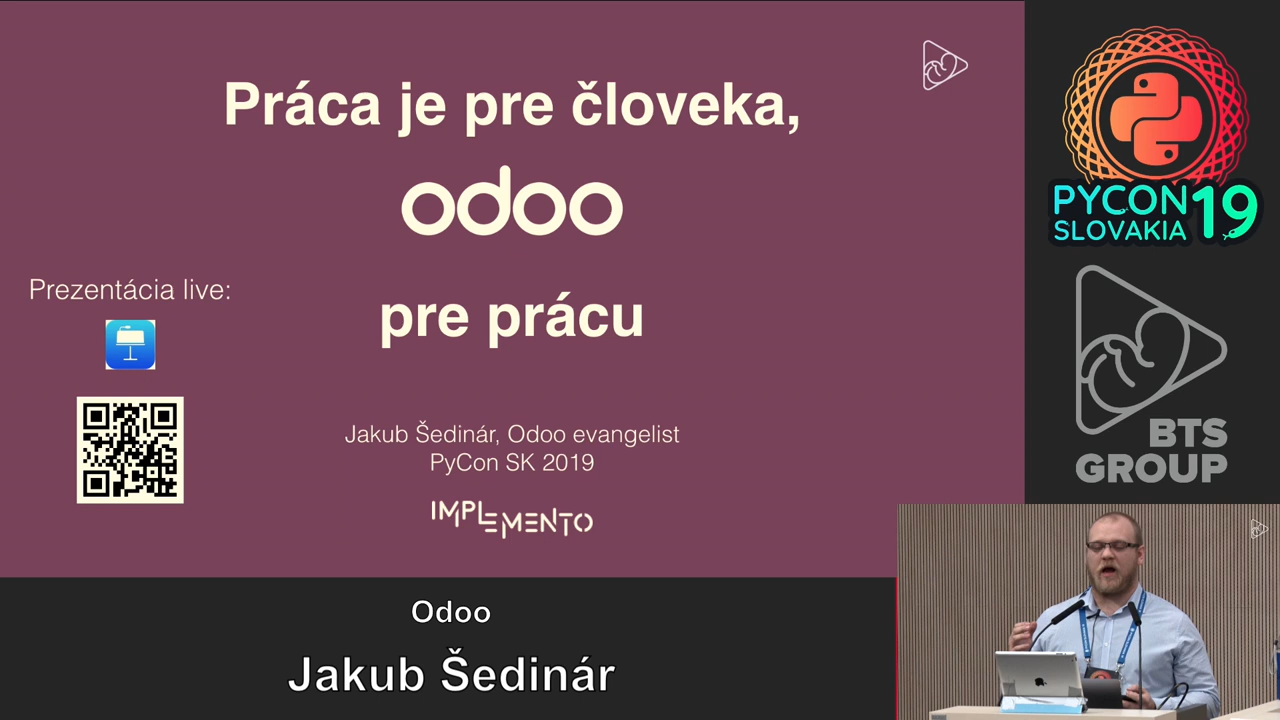 Práca je pre človeka,
odoo
pre prácu
Prezentácia live:
Jakub Šedinár, Odoo evangelist
PyCon SK 2019
IMPLEMENTO
PYCON 19
SLOVAKIA
BTS
GROUP
Odoo
Jakub Šedinár